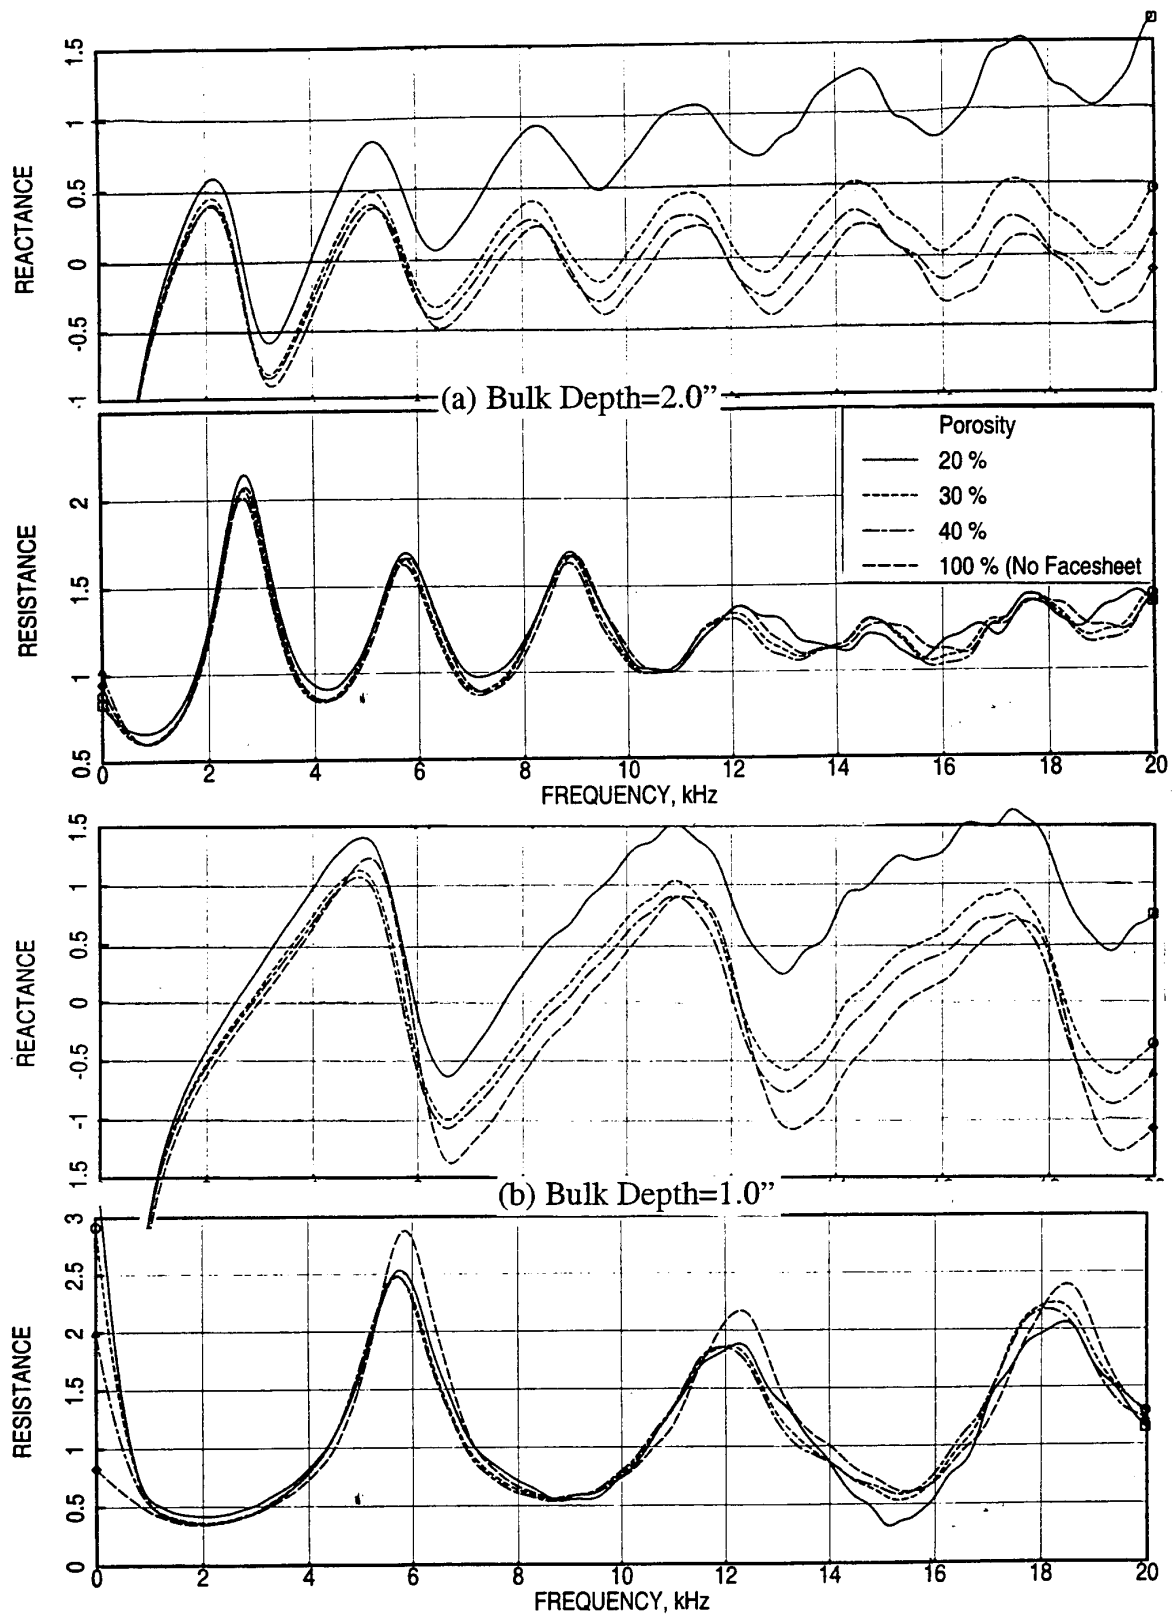 1.5
1
0.5
0
-0.5
-1
REACTANCE
(a) Bulk Depth=2.0”
Porosity
20 %
30 %
40 %
100 % (No Facesheet
2
1.5
1
0.5
RESISTANCE
0 2 4 6 8 10 12 14 16 18 20
FREQUENCY, kHz
1.5
1
0.5
0
-0.5
-1
1.5
REACTANCE
(b) Bulk Depth=1.0”
3
2.5
2
1.5
1
0.5
0
RESISTANCE
0 2 4 6 8 10 12 14 16 18 20
FREQUENCY, kHz